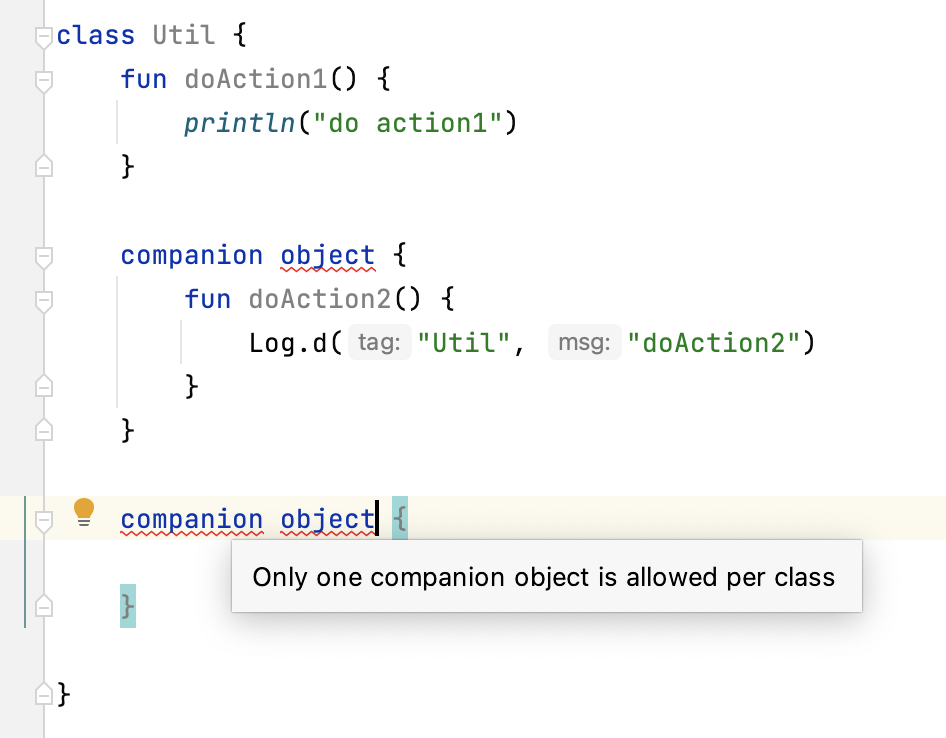 class Util {
    fun doAction1() {
        println("do action1")
    }
    companion object {
        fun doAction2() {
            Log.d( tag: "Util",  msg: "doAction2")
        }
    }
    companion object {
Only one companion object is allowed per class
    }
}